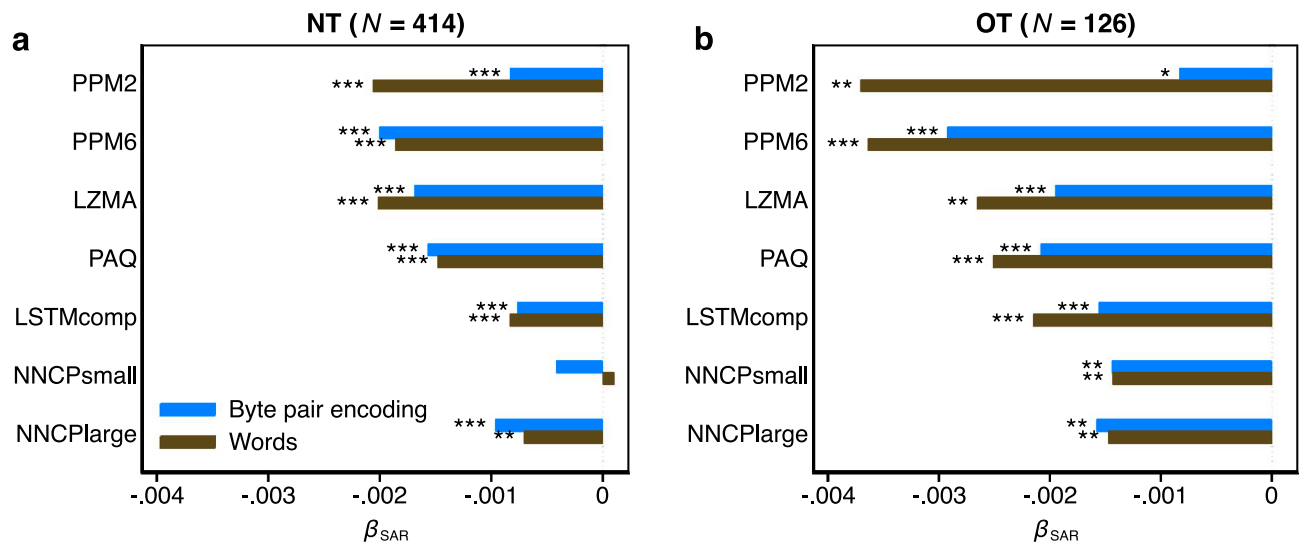 a
NT (N = 414)
PPM2
***
***
PPM6
***
***
LZMA
***
***
PAQ
***
***
LSTMcomp
***
***
NNCPsmall
NNCPlarge
***
**
Byte pair encoding
Words
-.004 -.003 -.002 -.001 0
βSAR
b
OT (N = 126)
PPM2
*
**
PPM6
***
***
LZMA
***
**
PAQ
***
***
LSTMcomp
***
***
NNCPsmall
**
**
NNCPlarge
**
**
-.004 -.003 -.002 -.001 0
βSAR